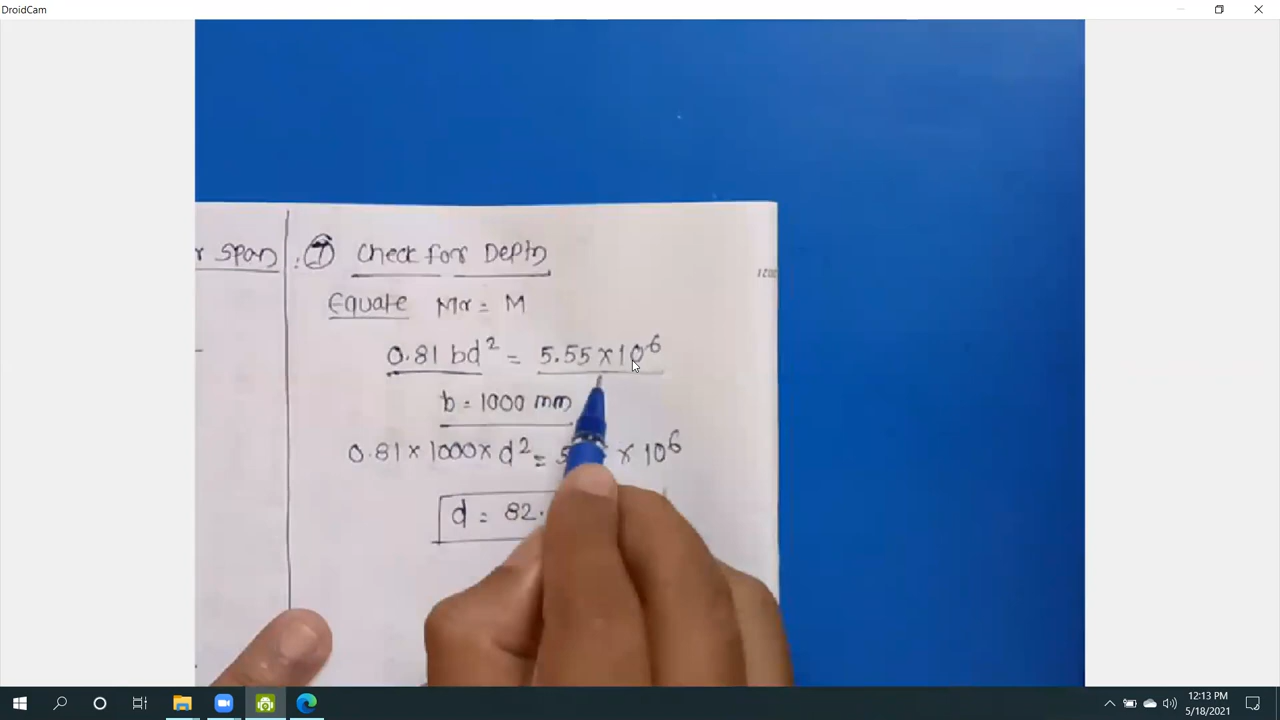 DroidCam
r Span
7 Check for Depth
Equate Mr = M
0.81 bd² = 5.55 × 10⁶
b = 1000 mm
0.81 × 1000 × d² = 5. × 10⁶
d = 82.
12:13 PM
5/18/2021